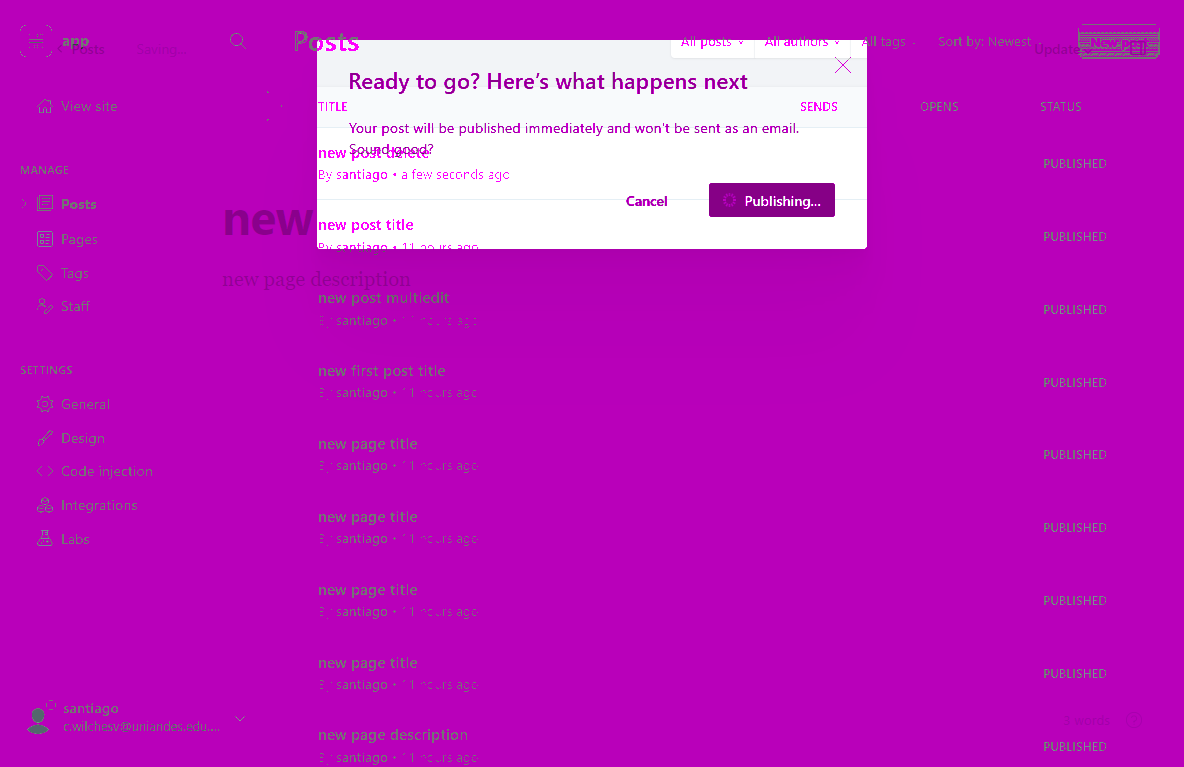 app
Posts
Saving...
Posts
All posts
All authors
All tags
Sort by: Newest
New post
Update
View site
Ready to go? Here's what happens next
TITLE
SENDS
OPENS
STATUS
Your post will be published immediately and won't be sent as an email.
Sound good?
new post delete
By santiago • a few seconds ago
PUBLISHED
MANAGE
Posts
Cancel
Publishing...
new
new post title
By santiago • 11 hours ago
PUBLISHED
Pages
Tags
new page description
Staff
new post multiedit
By santiago • 11 hours ago
PUBLISHED
SETTINGS
new first post title
By santiago • 11 hours ago
PUBLISHED
General
Design
new page title
By santiago • 11 hours ago
PUBLISHED
Code injection
Integrations
new page title
By santiago • 11 hours ago
PUBLISHED
Labs
new page title
By santiago • 11 hours ago
PUBLISHED
new page title
By santiago • 11 hours ago
PUBLISHED
santiago
c.wilchesv@uniandes.edu....
3 words
new page description
By santiago • 11 hours ago
PUBLISHED